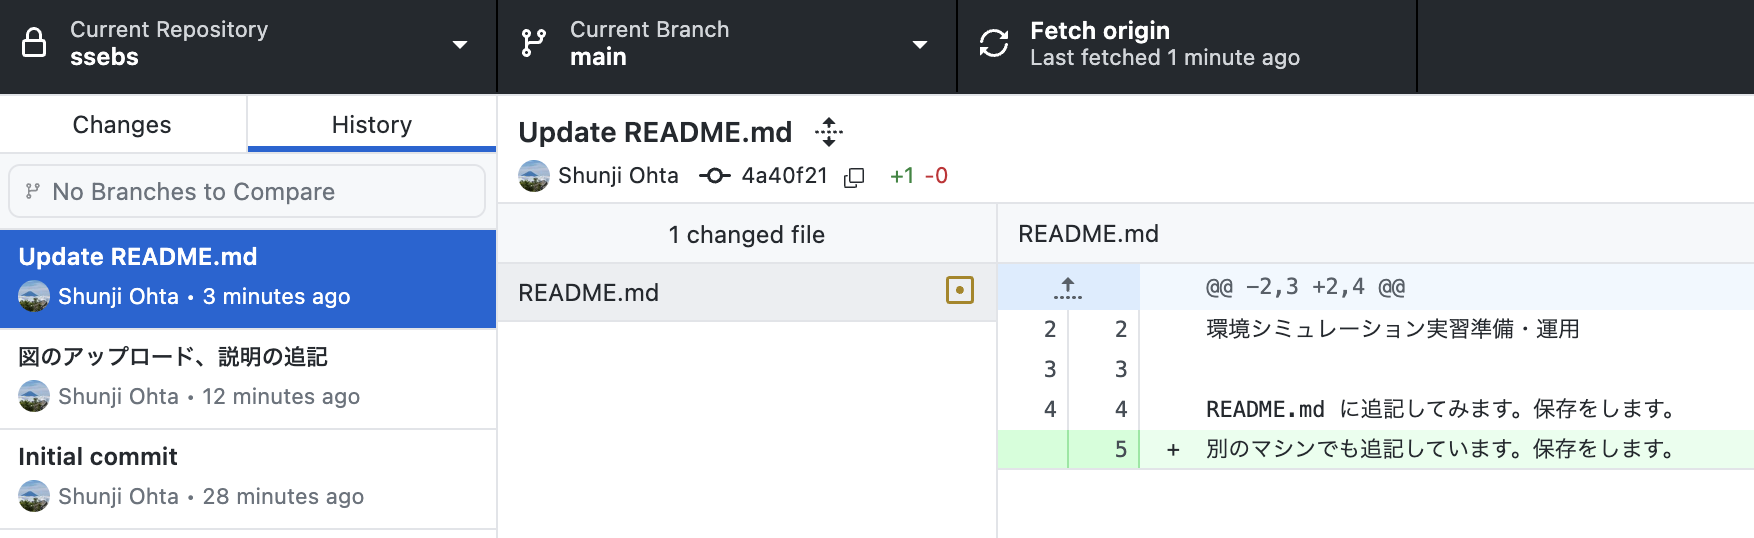 Current Repository
ssebs
Current Branch
main
Fetch origin
Last fetched 1 minute ago
Changes
History
No Branches to Compare
Update README.md
Shunji Ohta • 3 minutes ago
図のアップロード、説明の追記
Shunji Ohta • 12 minutes ago
Initial commit
Shunji Ohta • 28 minutes ago
Update README.md
Shunji Ohta 4a40f21 +1 -0
1 changed file
README.md
README.md
@@ -2,3 +2,4 @@
2 2 環境シミュレーション実習準備・運用
3 3
4 4 README.md に追記してみます。保存をします。
5 + 別のマシンでも追記しています。保存をします。